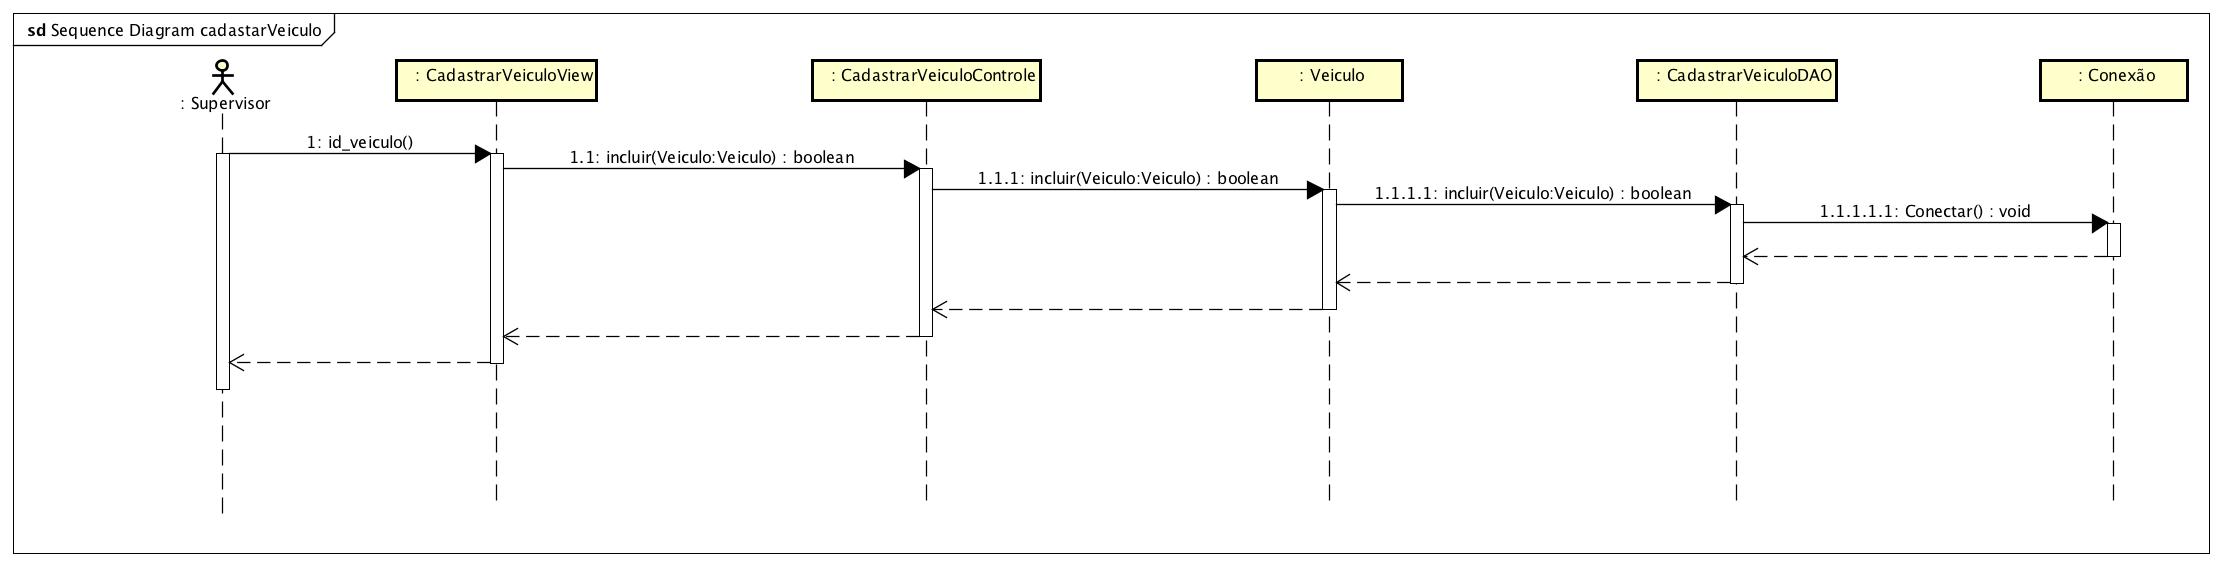 sd Sequence Diagram cadastarVeiculo
: Supervisor
: CadastrarVeiculoView
: CadastrarVeiculoControle
: Veiculo
: CadastrarVeiculoDAO
: Conexão
1: id_veiculo()
1.1: incluir(Veiculo:Veiculo) : boolean
1.1.1: incluir(Veiculo:Veiculo) : boolean
1.1.1.1: incluir(Veiculo:Veiculo) : boolean
1.1.1.1.1: Conectar() : void